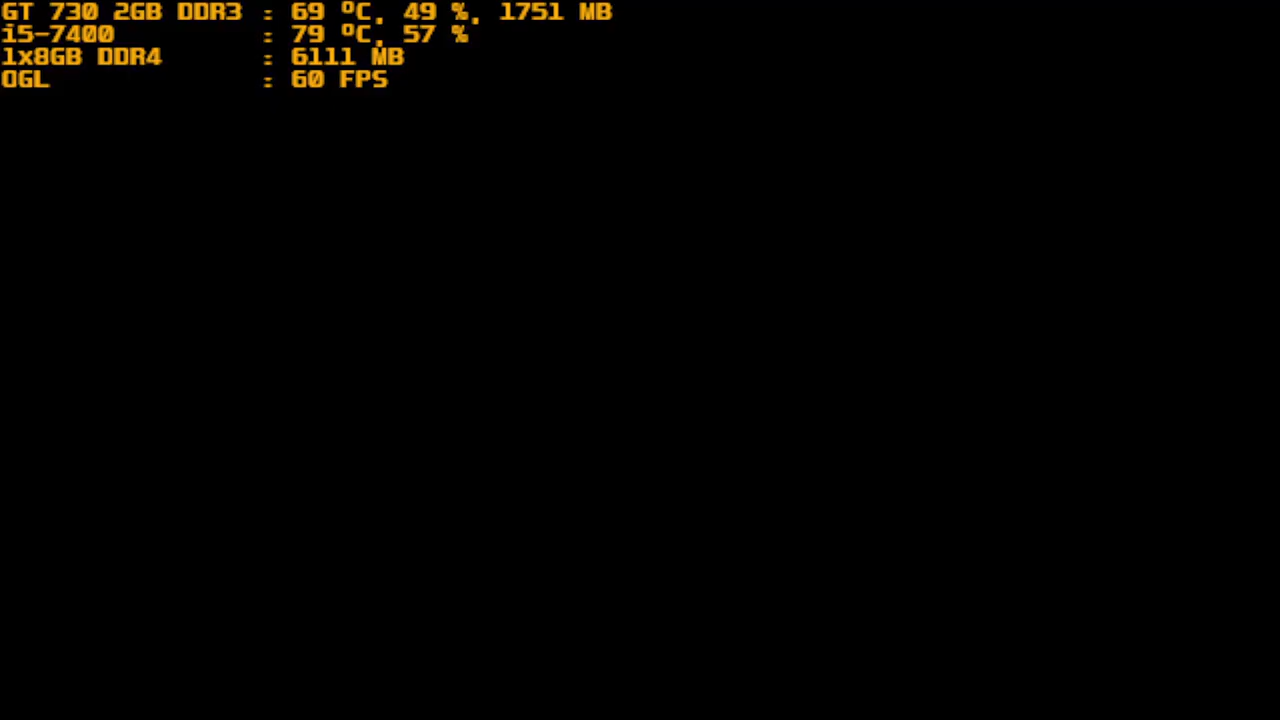 GT 730 2GB DDR3 : 69 ºC, 49 %, 1751 MB
i5-7400 : 79 ºC, 57 %
1x8GB DDR4 : 6111 MB
OGL : 60 FPS